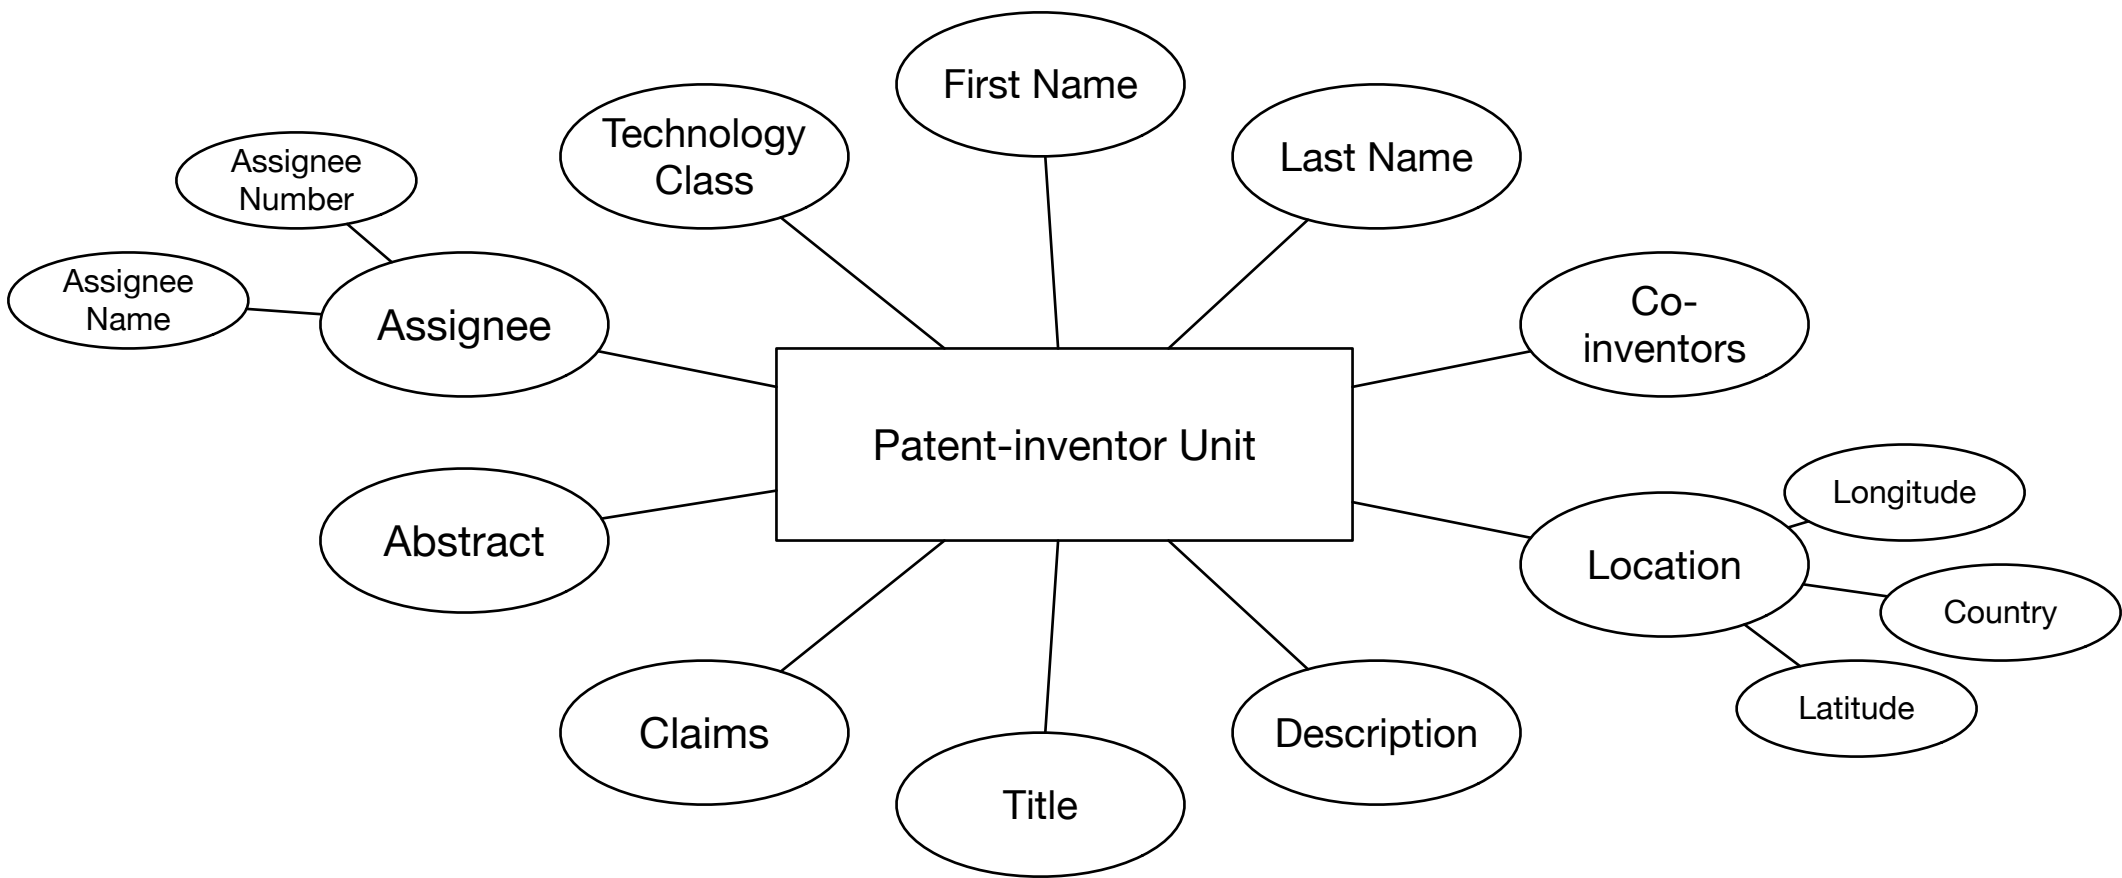 First Name
Technology
Class
Last Name
Assignee
Number
Assignee
Name
Assignee
Co-
inventors
Patent-inventor Unit
Longitude
Abstract
Location
Country
Latitude
Claims
Description
Title